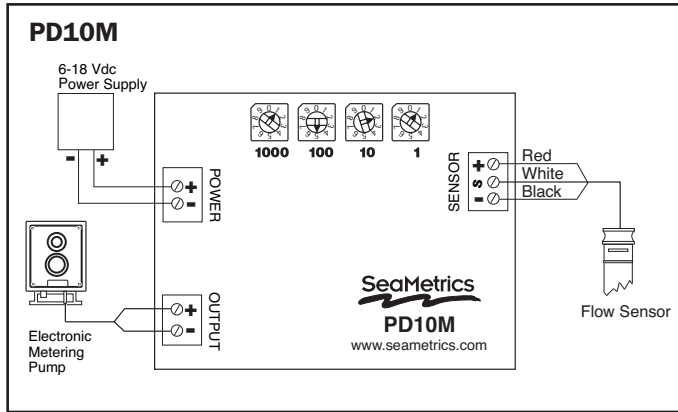 PD10M
6-18 Vdc
Power Supply
- +
1000 100 10 1
POWER
+
-
SENSOR
+
S
-
Red
White
Black
Flow Sensor
OUTPUT
+
-
Electronic
Metering
Pump
SeaMetrics
PD10M
www.seametrics.com